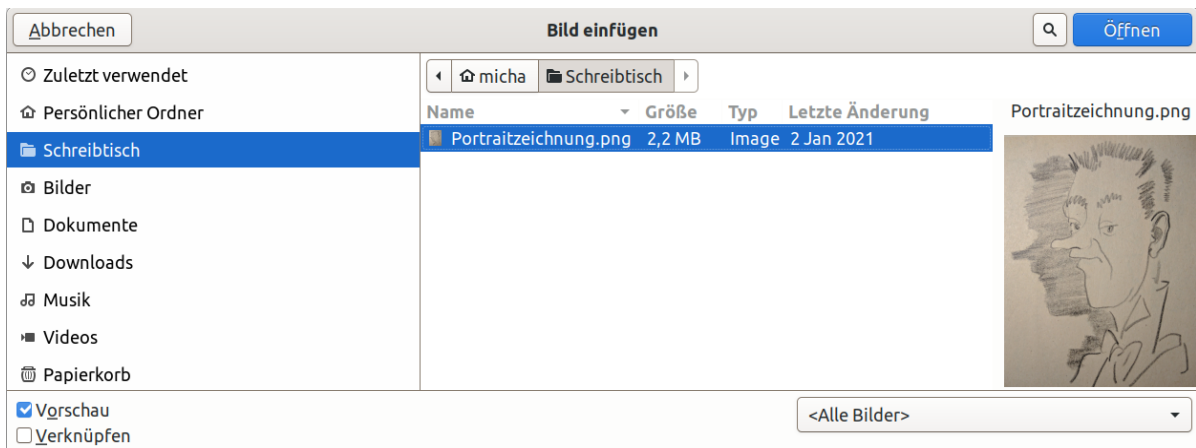 Abbrechen
Bild einfügen
Öffnen
Zuletzt verwendet
Persönlicher Ordner
Schreibtisch
Bilder
Dokumente
Downloads
Musik
Videos
Papierkorb
micha Schreibtisch
Name Größe Typ Letzte Änderung
Portraitzeichnung.png 2,2 MB Image 2 Jan 2021
Portraitzeichnung.png
Vorschau
Verknüpfen
<Alle Bilder>